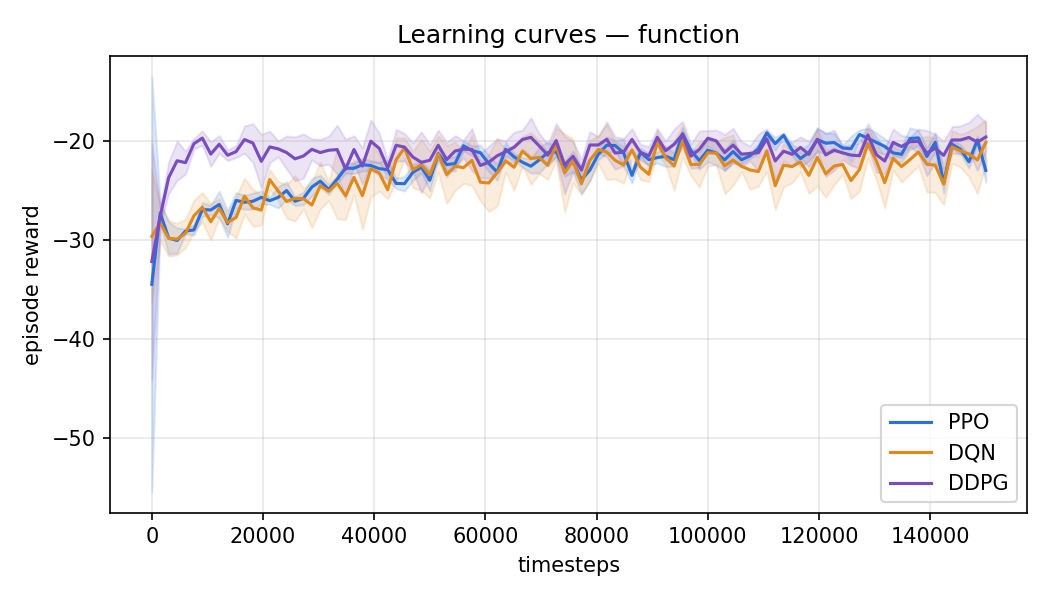 Learning curves — function
episode reward
−20
−30
−40
−50
0 20000 40000 60000 80000 100000 120000 140000
timesteps
PPO
DQN
DDPG